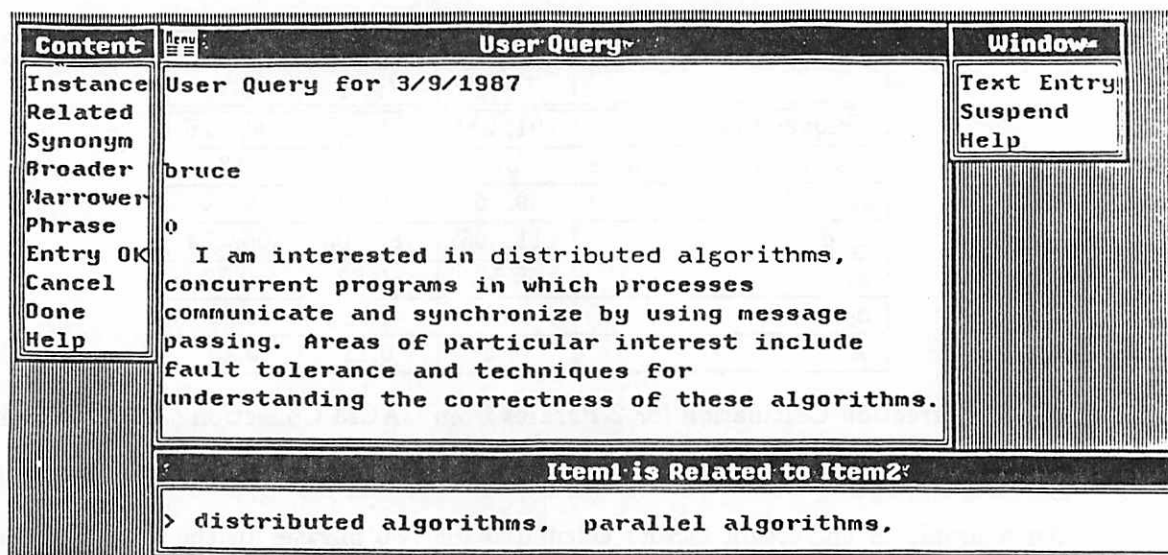 Content
Instance
Related
Synonym
Broader
Narrower
Phrase
Entry OK
Cancel
Done
Help
Menu
User Query
User Query for 3/9/1987
bruce
0
I am interested in distributed algorithms,
concurrent programs in which processes
communicate and synchronize by using message
passing. Areas of particular interest include
fault tolerance and techniques for
understanding the correctness of these algorithms.
Window
Text Entry
Suspend
Help
Item1 is Related to Item2
> distributed algorithms, parallel algorithms,